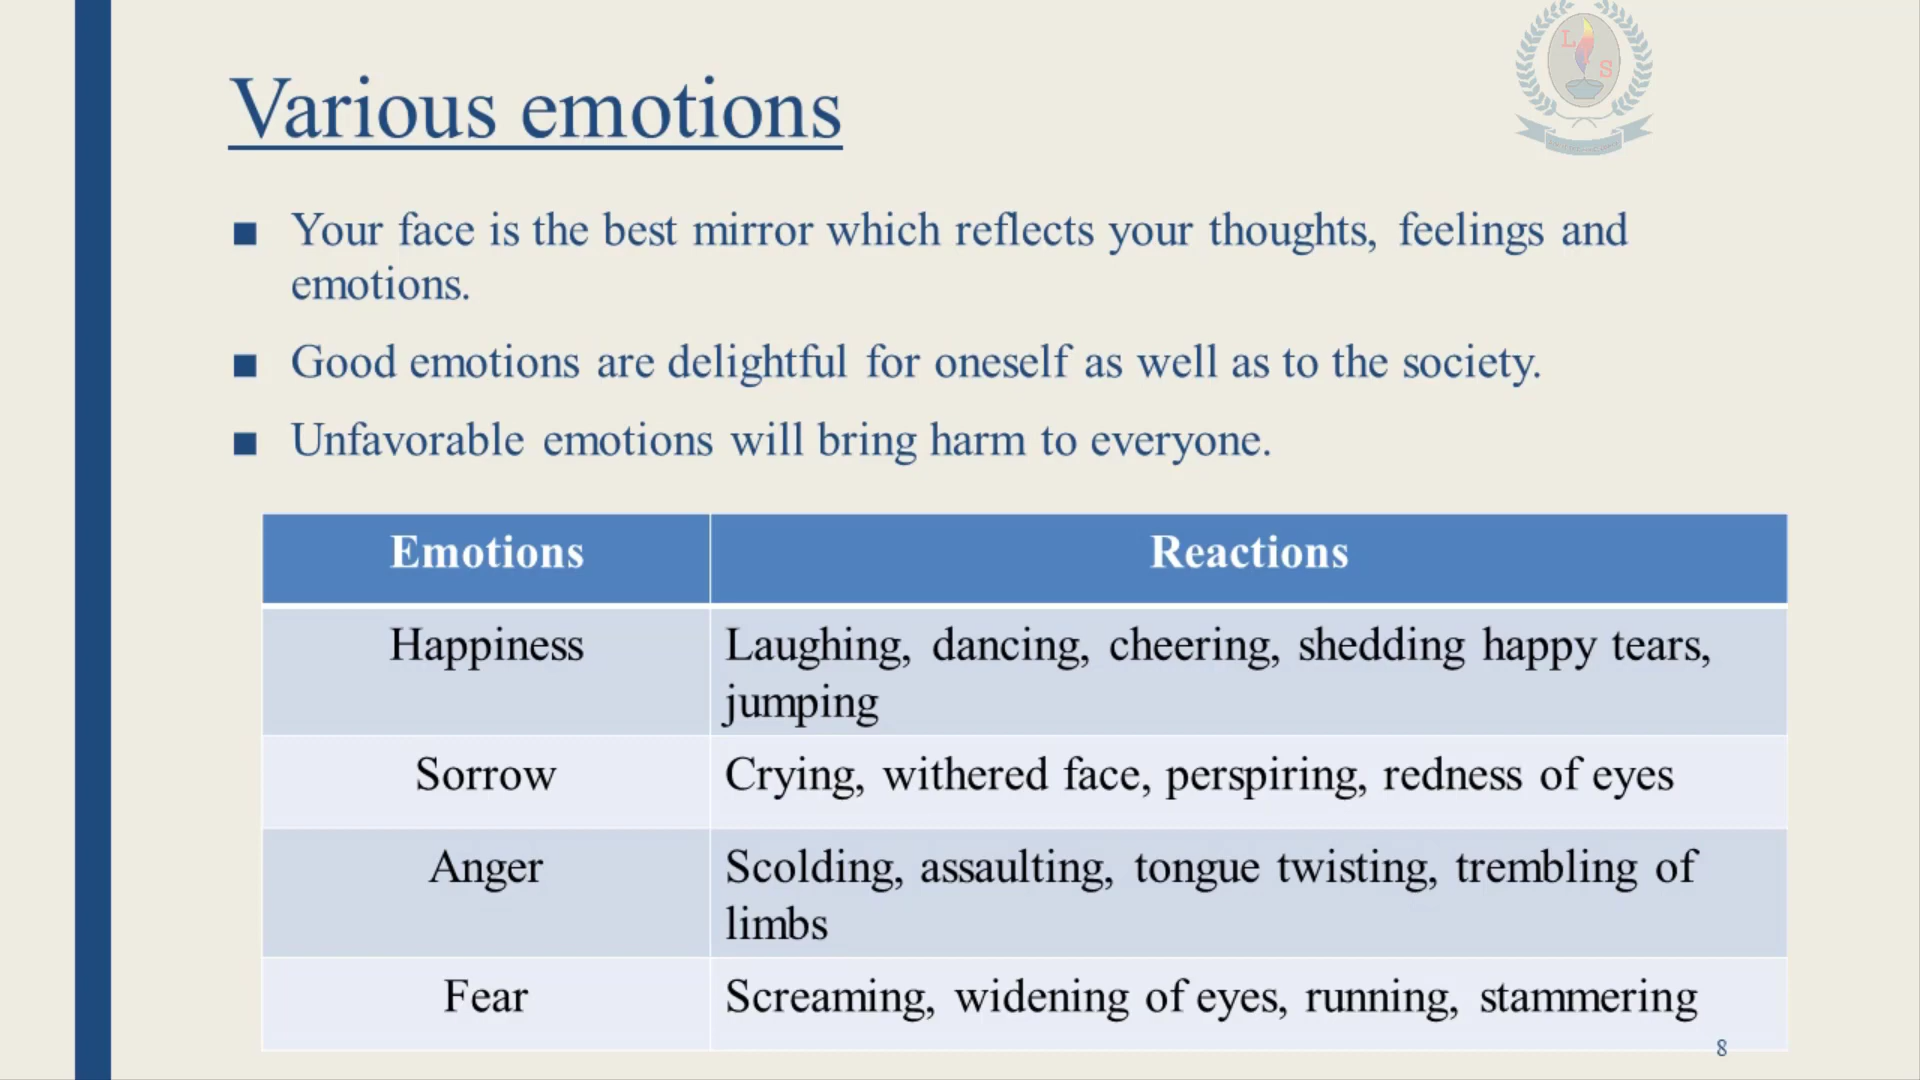 L
S
Various emotions
■ Your face is the best mirror which reflects your thoughts, feelings and
emotions.
■ Good emotions are delightful for oneself as well as to the society.
■ Unfavorable emotions will bring harm to everyone.
Emotions Reactions
Happiness Laughing, dancing, cheering, shedding happy tears,
jumping
Sorrow Crying, withered face, perspiring, redness of eyes
Anger Scolding, assaulting, tongue twisting, trembling of
limbs
Fear Screaming, widening of eyes, running, stammering
8